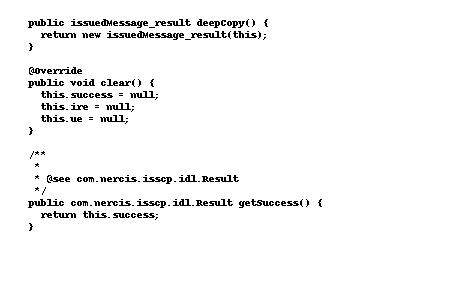 public issuedMessage_result deepCopy() {
  return new issuedMessage_result(this);
}

@Override
public void clear() {
  this.success = null;
  this.ire = null;
  this.ue = null;
}

/**
 *
 * @see com.nercis.isscp.idl.Result
 */
public com.nercis.isscp.idl.Result getSuccess() {
  return this.success;
}